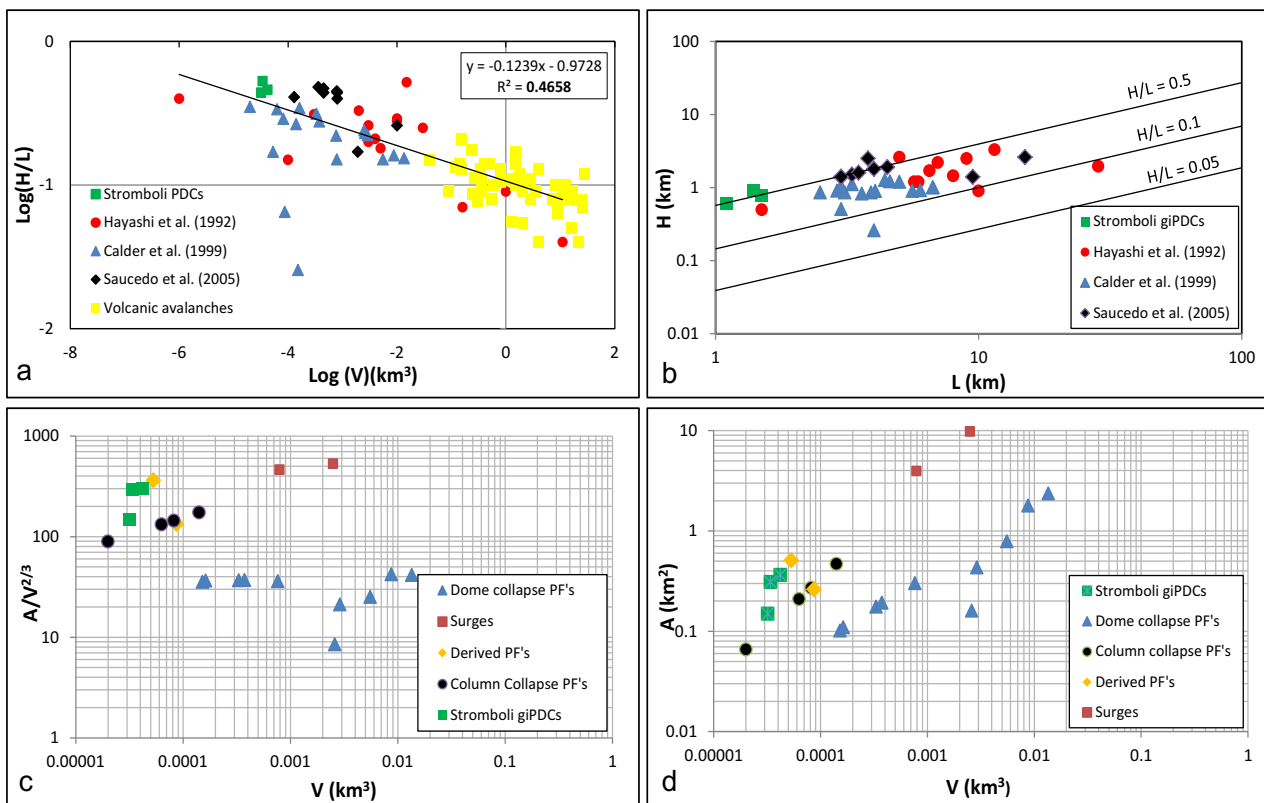 0
y = -0.1239x - 0.9728
R² = 0.4658
Log(H/L)
-1
Stromboli PDCs
Hayashi et al. (1992)
Calder et al. (1999)
Saucedo et al. (2005)
Volcanic avalanches
-2
-8
-6
-4
-2
0
2
a
Log (V)(km³)
100
H/L = 0.5
10
H/L = 0.1
H (km)
1
H/L = 0.05
Stromboli giPDCs
Hayashi et al. (1992)
0.1
Calder et al. (1999)
Saucedo et al. (2005)
0.01
1
10
100
b
L (km)
1000
A/V²ᐟ³
100
10
Dome collapse PF's
Surges
Derived PF's
Column Collapse PF's
Stromboli giPDCs
1
0.00001
0.0001
0.001
0.01
0.1
1
c
V (km³)
10
A (km²)
1
0.1
Stromboli giPDCs
Dome collapse PF's
Column collapse PF's
Derived PF's
Surges
0.01
0.00001
0.0001
0.001
0.01
0.1
1
d
V (km³)